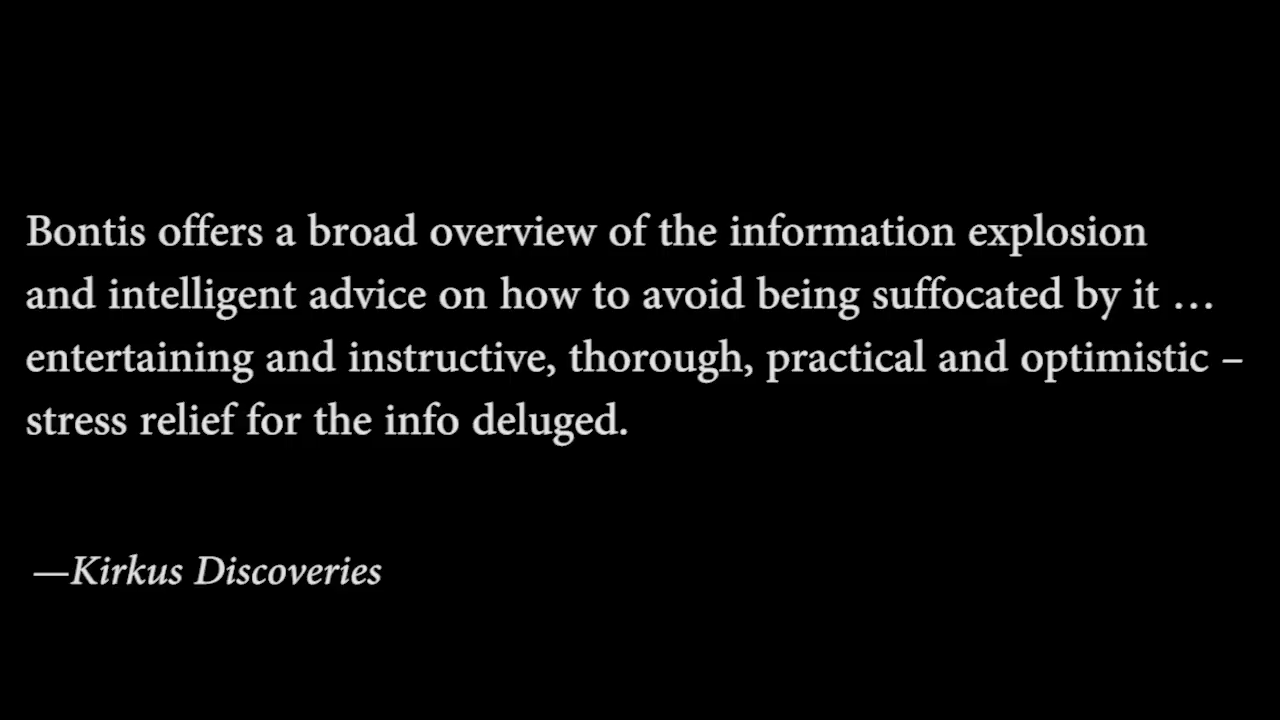 Bontis offers a broad overview of the information explosion
and intelligent advice on how to avoid being suffocated by it …
entertaining and instructive, thorough, practical and optimistic –
stress relief for the info deluged.
—Kirkus Discoveries